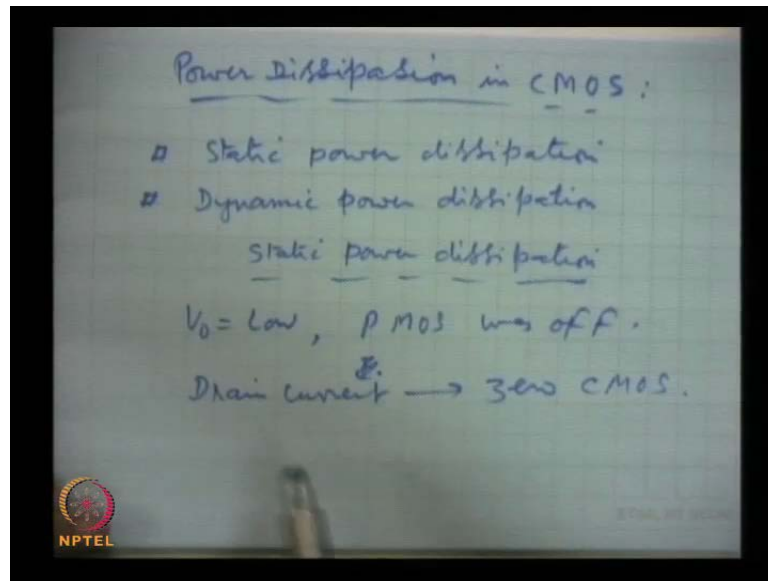 Power Dissipation in CMOS:
Static power dissipation
Dynamic power dissipation
Static power dissipation
V₀ = Low, PMOS was off.
Drain current → zero CMOS.
NPTEL